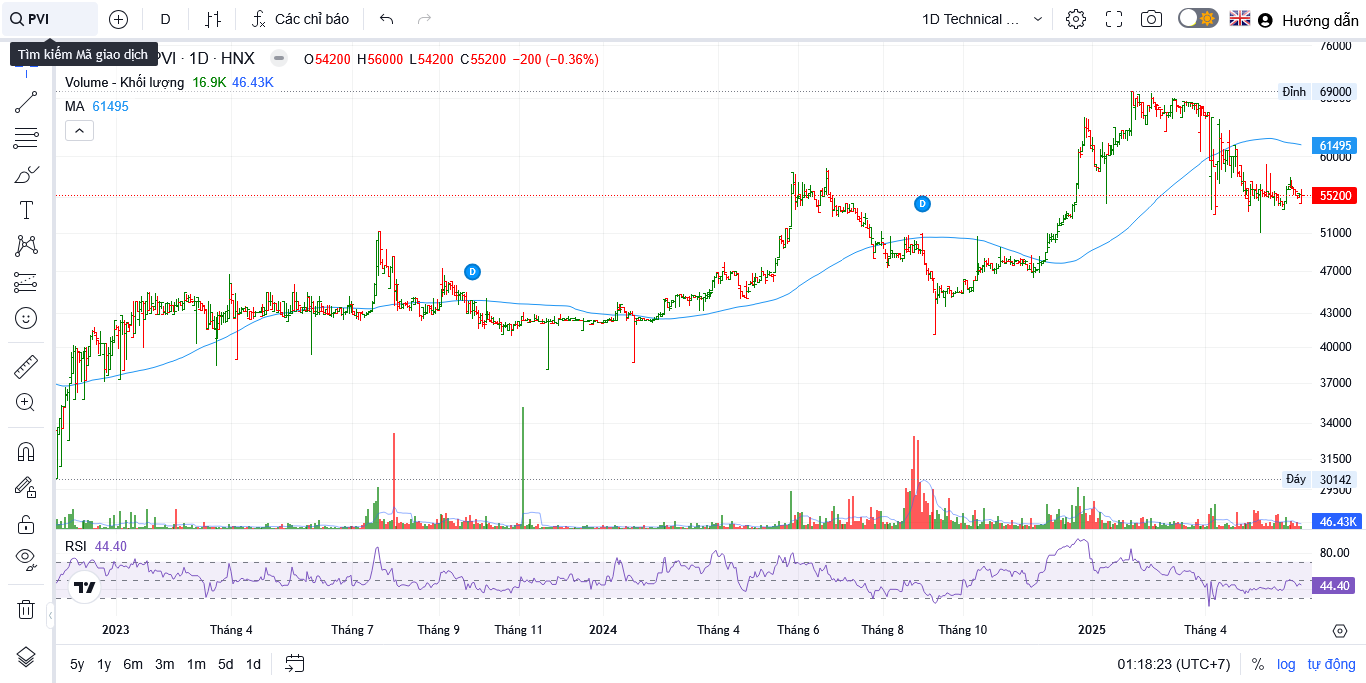 PVI D Các chỉ báo 1D Technical ... Hướng dẫn
Tìm kiếm Mã giao dịch
PVI · 1D · HNX O54200 H56000 L54200 C55200 −200 (−0.36%)
Volume - Khối lượng 16.9K 46.43K
MA 61495
76000
Đỉnh 69000
61495
60000
55200
51000
47000
43000
40000
37000
34000
31500
Đáy 30142
29500
46.43K
D
D
RSI 44.40
80.00
44.40
2023 Tháng 4 Tháng 7 Tháng 9 Tháng 11 2024 Tháng 4 Tháng 6 Tháng 8 Tháng 10 2025 Tháng 4
5y 1y 6m 3m 1m 5d 1d 01:18:23 (UTC+7) % log tự động